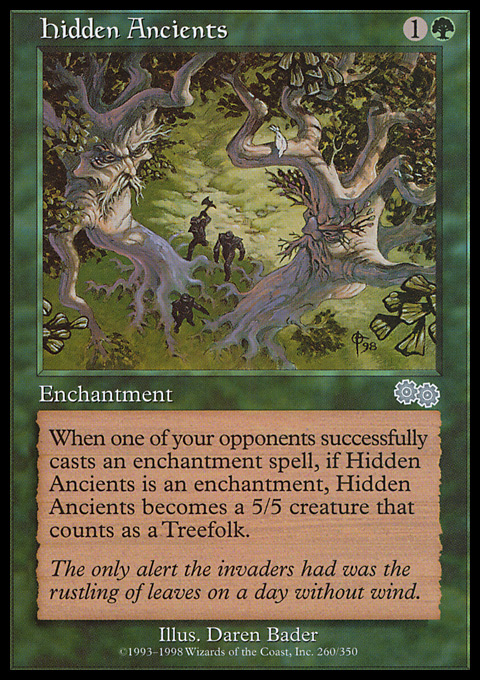 Hidden Ancients
1
98
Enchantment
When one of your opponents successfully
casts an enchantment spell, if Hidden
Ancients is an enchantment, Hidden
Ancients becomes a 5/5 creature that
counts as a Treefolk.
The only alert the invaders had was the
rustling of leaves on a day without wind.
Illus. Daren Bader
©1993–1998 Wizards of the Coast, Inc. 260/350